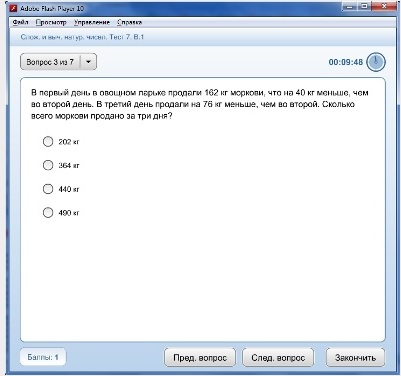 Adobe Flash Player 10
Файл Просмотр Управление Справка
Слож. и выч. натур. чисел. Тест 7. В.1
Вопрос 3 из 7
00:09:48
В первый день в овощном ларьке продали 162 кг моркови, что на 40 кг меньше, чем
во второй день. В третий день продали на 76 кг меньше, чем во второй. Сколько
всего моркови продано за три дня?
202 кг
364 кг
440 кг
490 кг
Баллы: 1
Пред. вопрос
След. вопрос
Закончить